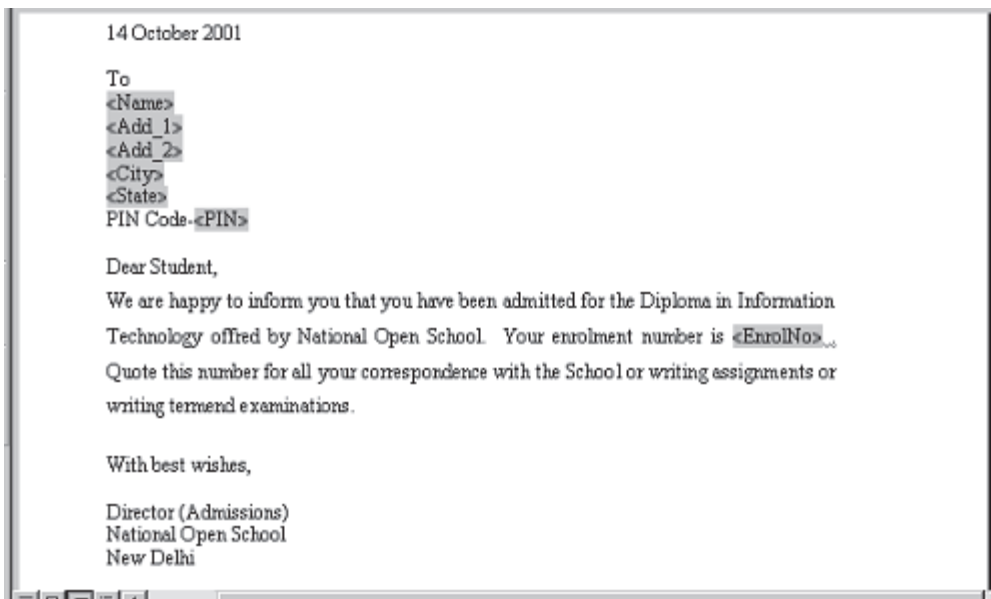 14 October 2001
To
<Name>
<Add_1>
<Add_2>
<City>
<State>
PIN Code-<PIN>
Dear Student,
We are happy to inform you that you have been admitted for the Diploma in Information
Technology offred by National Open School. Your enrolment number is <EnrolNo>.
Quote this number for all your correspondence with the School or writing assignments or
writing termend examinations.
With best wishes,
Director (Admissions)
National Open School
New Delhi